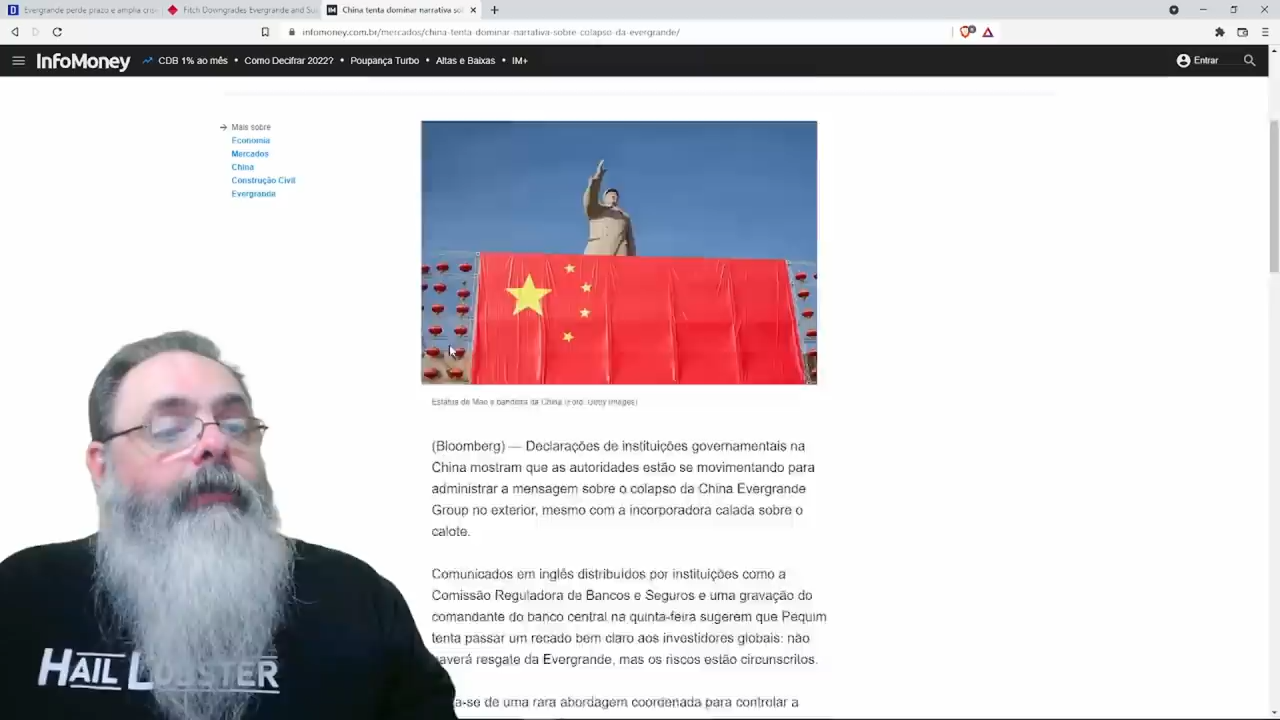 Evergrande perde prazo e amplia cris
Fitch Downgrades Evergrande and Su
China tenta dominar narrativa sob
infomoney.com.br/mercados/china-tenta-dominar-narrativa-sobre-colapso-da-evergrande/
InfoMoney
CDB 1% ao mês • Como Decifrar 2022? • Poupança Turbo • Altas e Baixas • IM+
Entrar
Mais sobre
Economia
Mercados
China
Construção Civil
Evergrande
Estátua de Mao e bandeira da China (Foto: Getty Images)
(Bloomberg) — Declarações de instituições governamentais na
China mostram que as autoridades estão se movimentando para
administrar a mensagem sobre o colapso da China Evergrande
Group no exterior, mesmo com a incorporadora calada sobre o
calote.
Comunicados em inglês distribuídos por instituições como a
Comissão Reguladora de Bancos e Seguros e uma gravação do
comandante do banco central na quinta-feira sugerem que Pequim
tenta passar um recado bem claro aos investidores globais: não
averá resgate da Evergrande, mas os riscos estão circunscritos.
a-se de uma rara abordagem coordenada para controlar a
HAIL LOBSTER